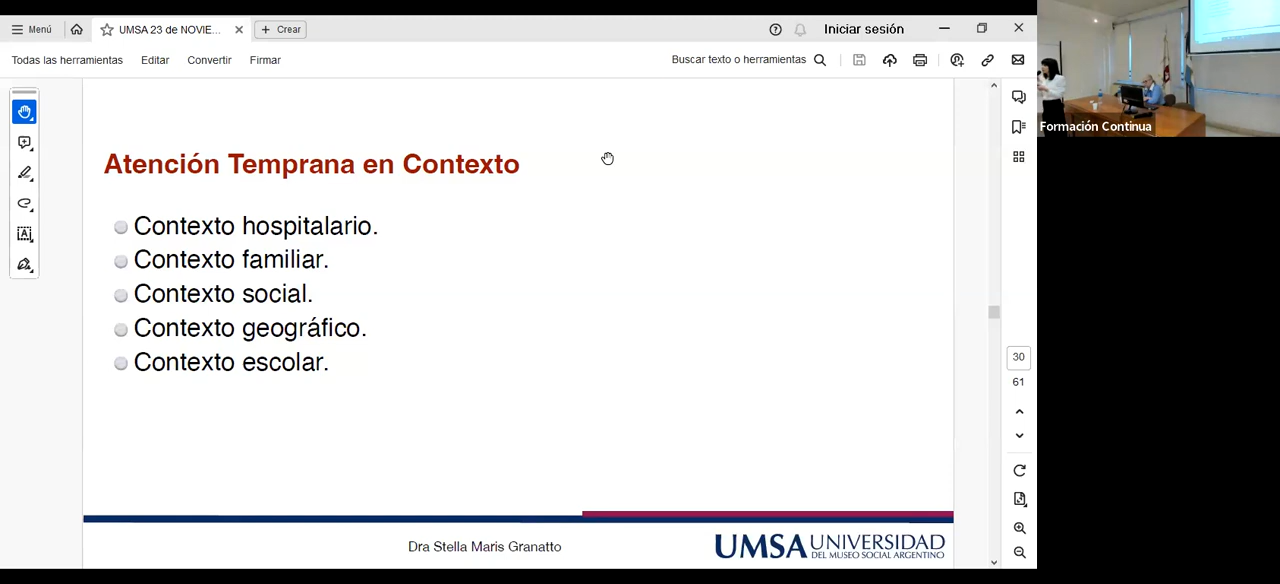 Menú
UMSA 23 de NOVIE...
Crear
Iniciar sesión
Todas las herramientas
Editar
Convertir
Firmar
Buscar texto o herramientas
Formación Continua
Atención Temprana en Contexto
Contexto hospitalario.
Contexto familiar.
Contexto social.
Contexto geográfico.
Contexto escolar.
30
61
Dra Stella Maris Granatto
UMSA UNIVERSIDAD
DEL MUSEO SOCIAL ARGENTINO